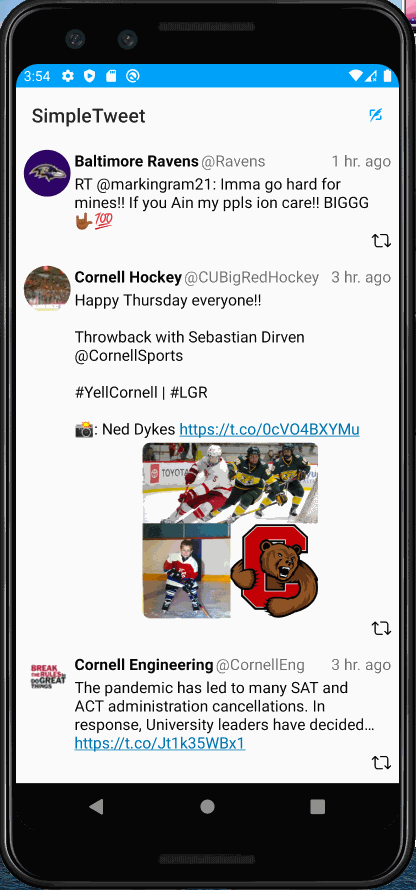 3:54
SimpleTweet
Baltimore Ravens @Ravens 1 hr. ago
RT @markingram21: Imma go hard for
mines!! If you Ain my ppls ion care!! BIGGG
🤟🏾💯
Cornell Hockey @CUBigRedHockey 3 hr. ago
Happy Thursday everyone!!
Throwback with Sebastian Dirven
@CornellSports
#YellCornell | #LGR
📸: Ned Dykes https://t.co/0cVO4BXYMu
TOYOTA
C
BREAK
THE RULES
DO GREAT
THINGS
Cornell Engineering @CornellEng 3 hr. ago
The pandemic has led to many SAT and
ACT administration cancellations. In
response, University leaders have decided…
https://t.co/Jt1k35WBx1